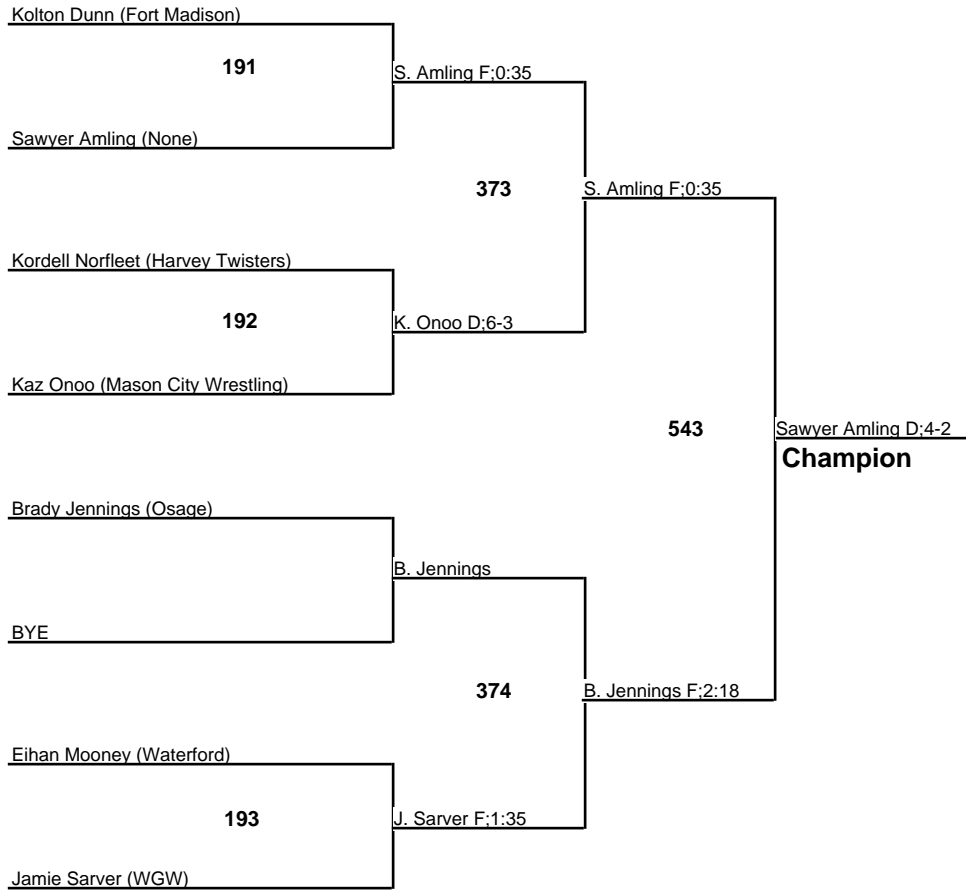 Kolton Dunn (Fort Madison)
191
S. Amling F;0:35
Sawyer Amling (None)
373
S. Amling F;0:35
Kordell Norfleet (Harvey Twisters)
192
K. Onoo D;6-3
Kaz Onoo (Mason City Wrestling)
543
Sawyer Amling D;4-2
Champion
Brady Jennings (Osage)
B. Jennings
BYE
374
B. Jennings F;2:18
Eihan Mooney (Waterford)
193
J. Sarver F;1:35
Jamie Sarver (WGW)